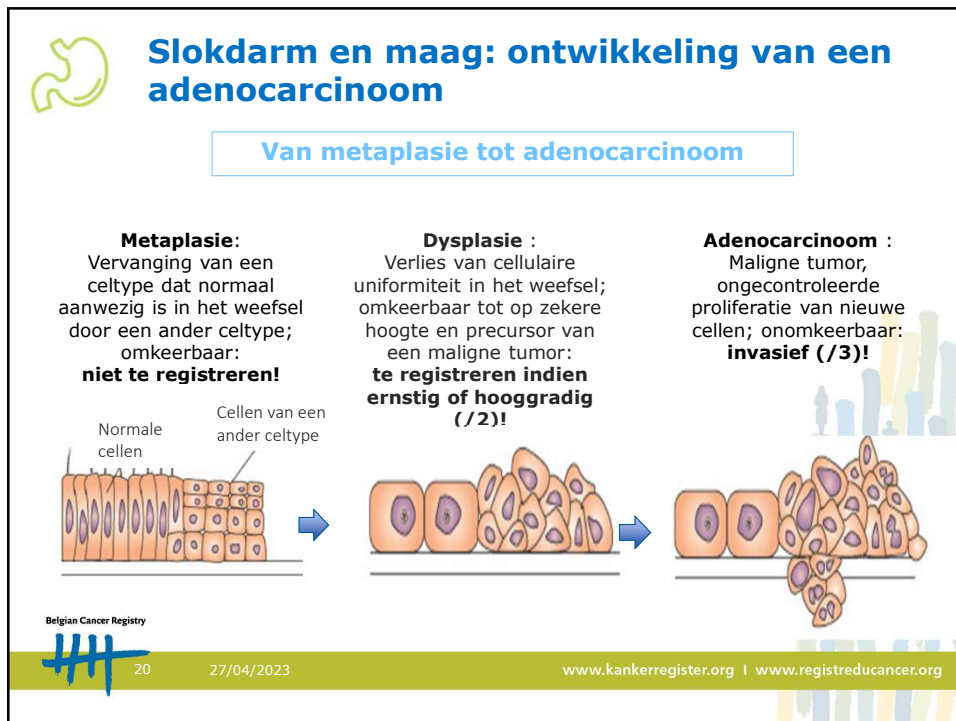 Slokdarm en maag: ontwikkeling van een
adenocarcinoom
Van metaplasie tot adenocarcinoom
Metaplasie:
Vervanging van een
celtype dat normaal
aanwezig is in het weefsel
door een ander celtype;
omkeerbaar:
niet te registreren!
Dysplasie :
Verlies van cellulaire
uniformiteit in het weefsel;
omkeerbaar tot op zekere
hoogte en precursor van
een maligne tumor:
te registreren indien
ernstig of hooggradig
(/2)!
Adenocarcinoom :
Maligne tumor,
ongecontroleerde
proliferatie van nieuwe
cellen; onomkeerbaar:
invasief (/3)!
Normale
cellen
Cellen van een
ander celtype
Belgian Cancer Registry
20
27/04/2023
www.kankerregister.org I www.registreducancer.org